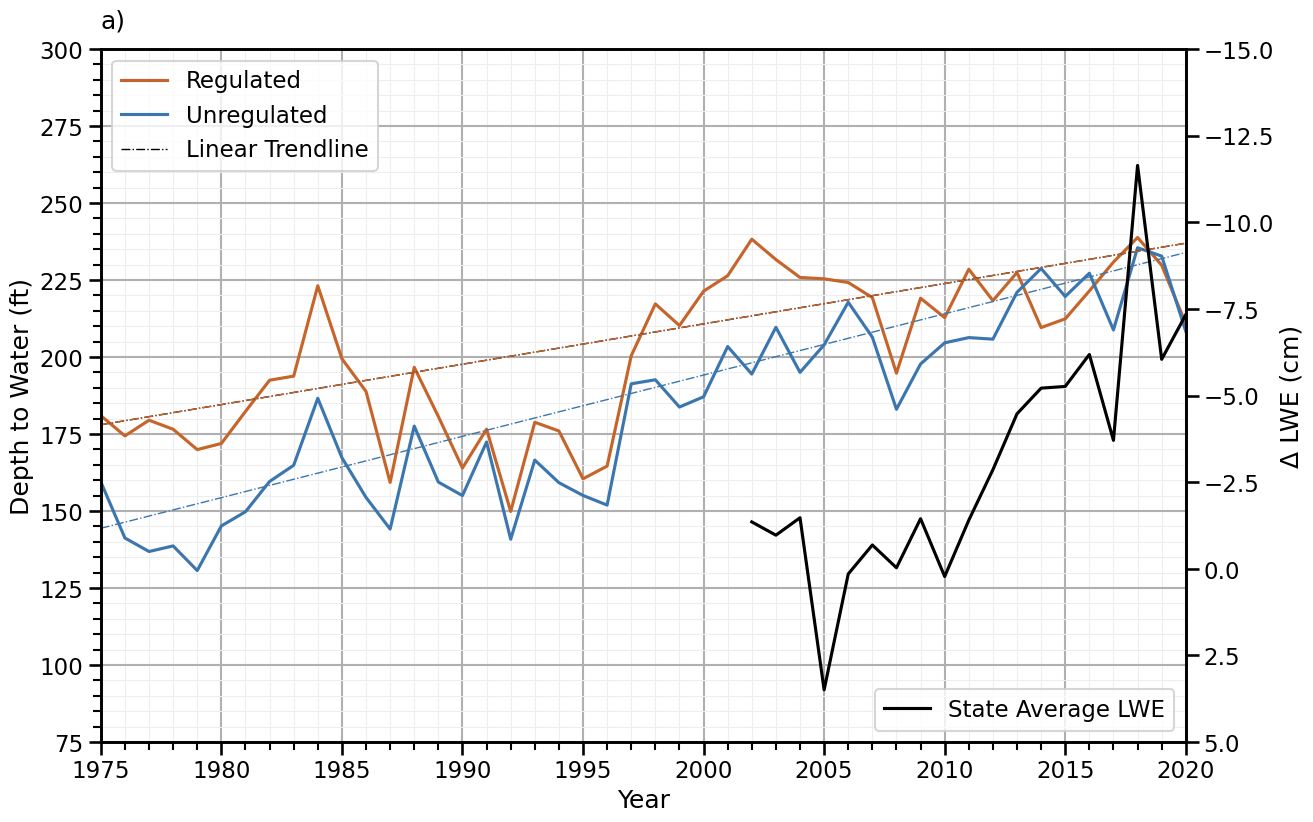 a)
300
275
250
225
200
175
150
125
100
75
Depth to Water (ft)
Regulated
Unregulated
Linear Trendline
−15.0
−12.5
−10.0
−7.5
−5.0
−2.5
0.0
2.5
5.0
Δ LWE (cm)
State Average LWE
1975 1980 1985 1990 1995 2000 2005 2010 2015 2020
Year